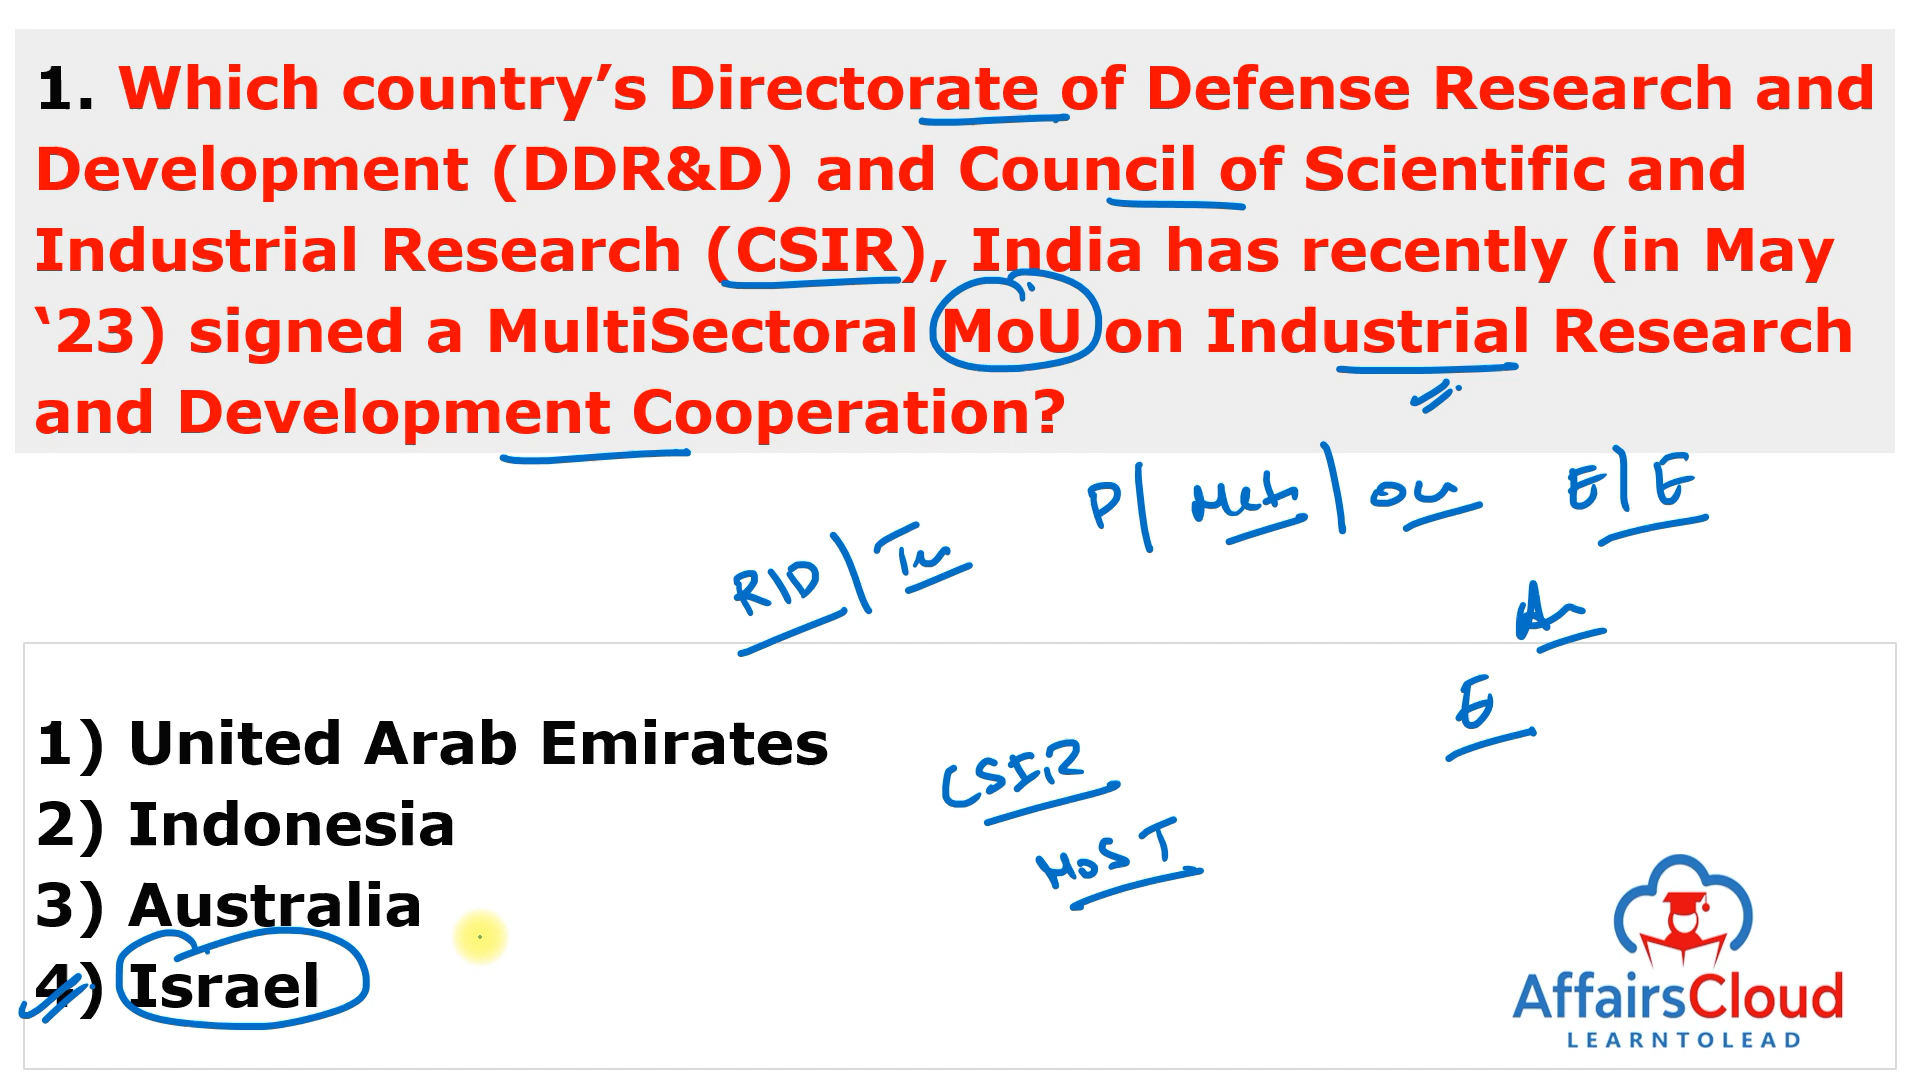 1. Which country’s Directorate of Defense Research and
Development (DDR&D) and Council of Scientific and
Industrial Research (CSIR), India has recently (in May
‘23) signed a MultiSectoral MoU on Industrial Research
and Development Cooperation?
P/ Met / E/E
R/D /
E
1) United Arab Emirates
2) Indonesia
3) Australia
4) Israel
CSIR
MoST
AffairsCloud
LEARNTOLEAD